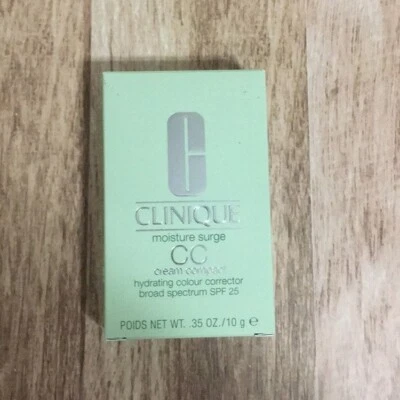 C
CLINIQUE
moisture surge
CC
cream compact
hydrating colour corrector
broad spectrum SPF 25
POIDS NET WT. .35 OZ./10 g ℮